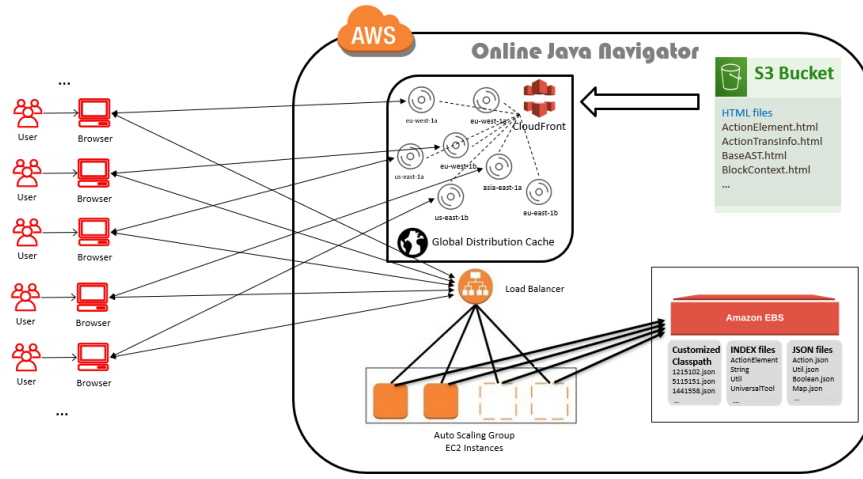 AWS
Online Java Navigator
S3 Bucket
HTML files
ActionElement.html
ActionTransInfo.html
BaseAST.html
BlockContext.html
...
...
User
Browser
User
Browser
User
Browser
User
Browser
User
Browser
...
eu-west-1a
eu-west-1a
CloudFront
us-east-1a
eu-west-1b
asia-east-1a
us-east-1b
eu-east-1b
Global Distribution Cache
Load Balancer
Auto Scaling Group
EC2 Instances
Amazon EBS
Customized
Classpath
1215102.json
5115151.json
1441558.json
...
INDEX files
ActionElement
String
Util
UniversalTool
...
JSON files
Action.json
Util.json
Boolean.json
Map.json
...